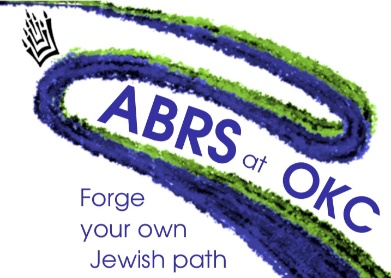 ABRS at OKC
Forge
your own
Jewish path